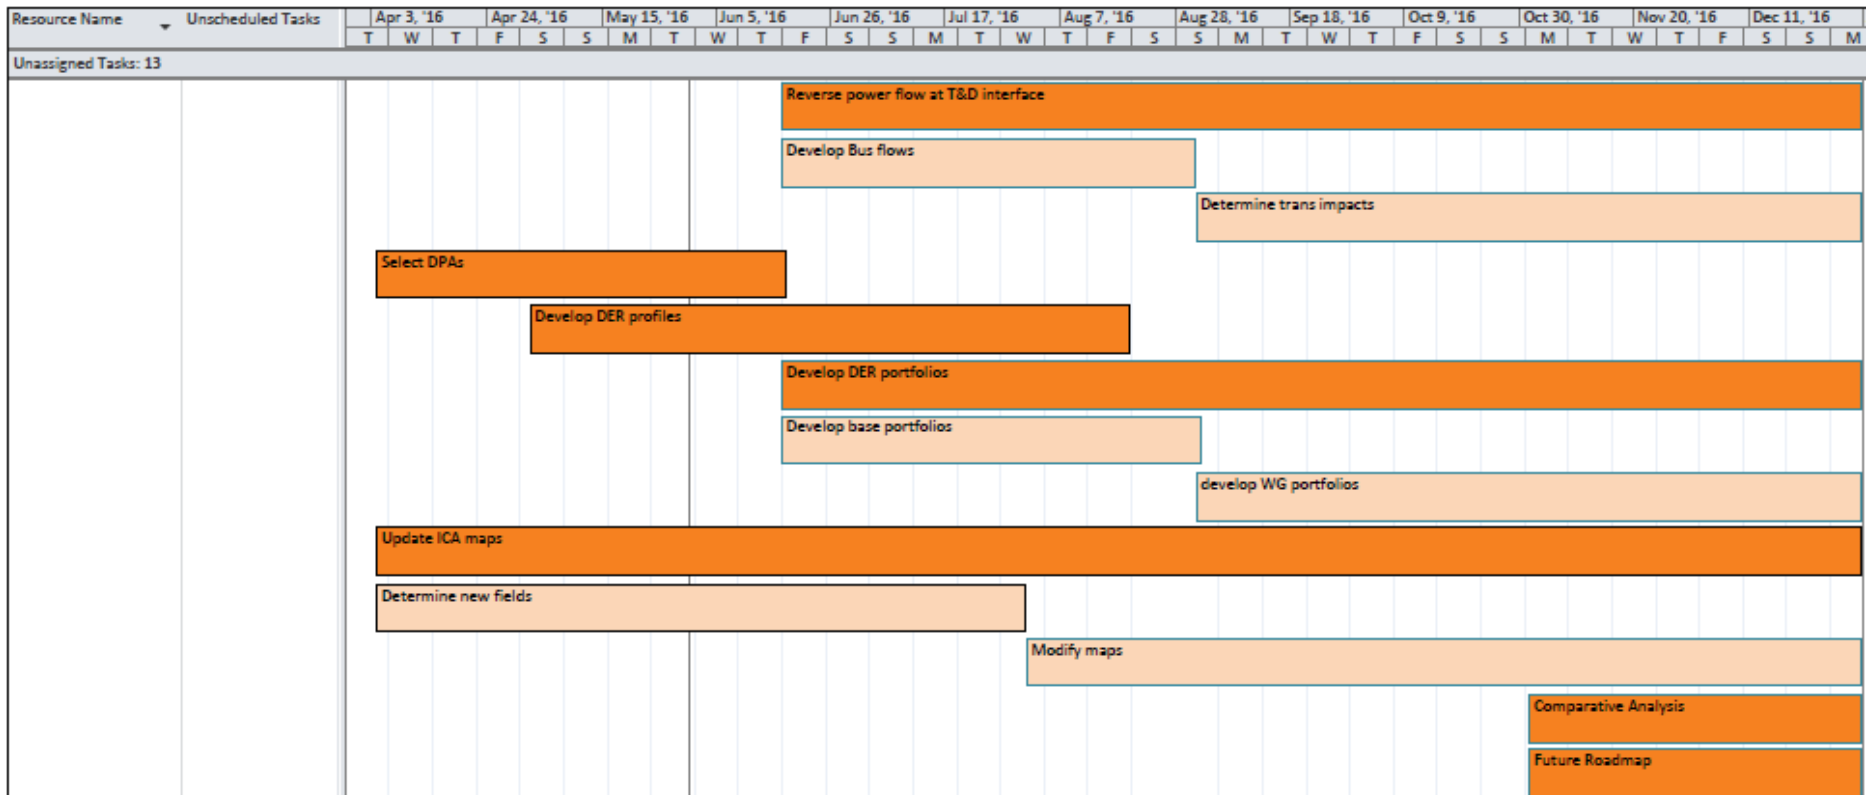 Resource Name Unscheduled Tasks Apr 3, '16 Apr 24, '16 May 15, '16 Jun 5, '16 Jun 26, '16 Jul 17, '16 Aug 7, '16 Aug 28, '16 Sep 18, '16 Oct 9, '16 Oct 30, '16 Nov 20, '16 Dec 11, '16
T W T F S S M T W T F S S M T W T F S S M T W T F S S M T W T F S S M
Unassigned Tasks: 13
Reverse power flow at T&D interface
Develop Bus flows
Determine trans impacts
Select DPAs
Develop DER profiles
Develop DER portfolios
Develop base portfolios
develop WG portfolios
Update ICA maps
Determine new fields
Modify maps
Comparative Analysis
Future Roadmap